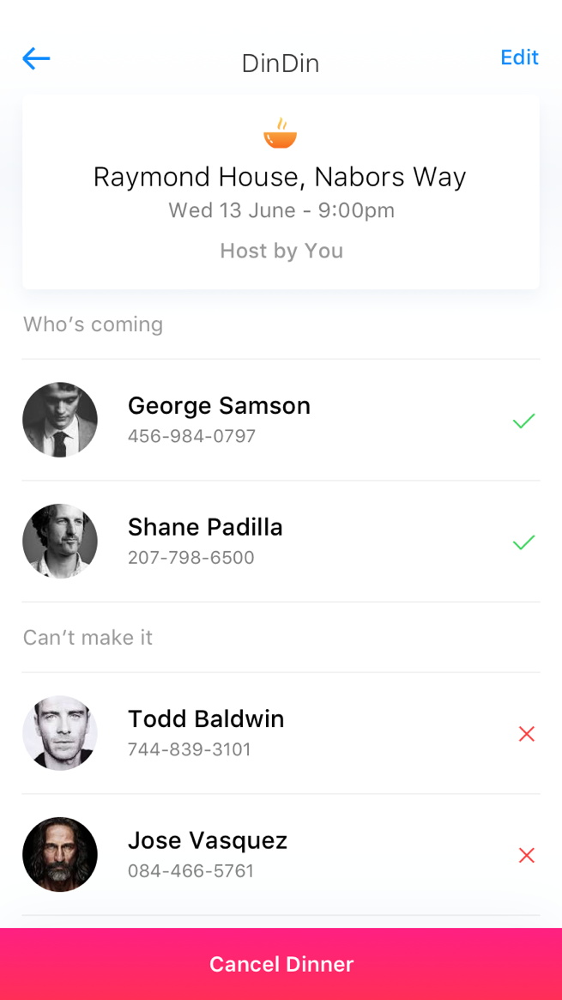 DinDin
Edit
Raymond House, Nabors Way
Wed 13 June - 9:00pm
Host by You
Who’s coming
George Samson
456-984-0797
Shane Padilla
207-798-6500
Can’t make it
Todd Baldwin
744-839-3101
Jose Vasquez
084-466-5761
Cancel Dinner